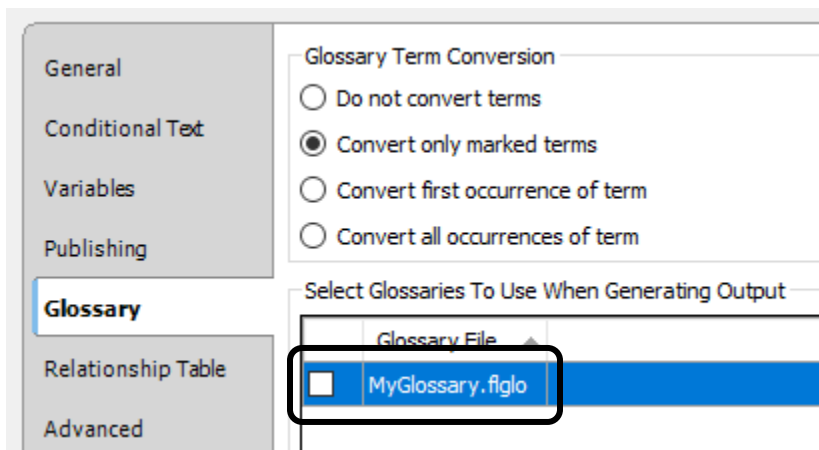 General
Conditional Text
Variables
Publishing
Glossary
Relationship Table
Advanced
Glossary Term Conversion
Do not convert terms
Convert only marked terms
Convert first occurrence of term
Convert all occurrences of term
Select Glossaries To Use When Generating Output
Glossary File
MyGlossary.flglo